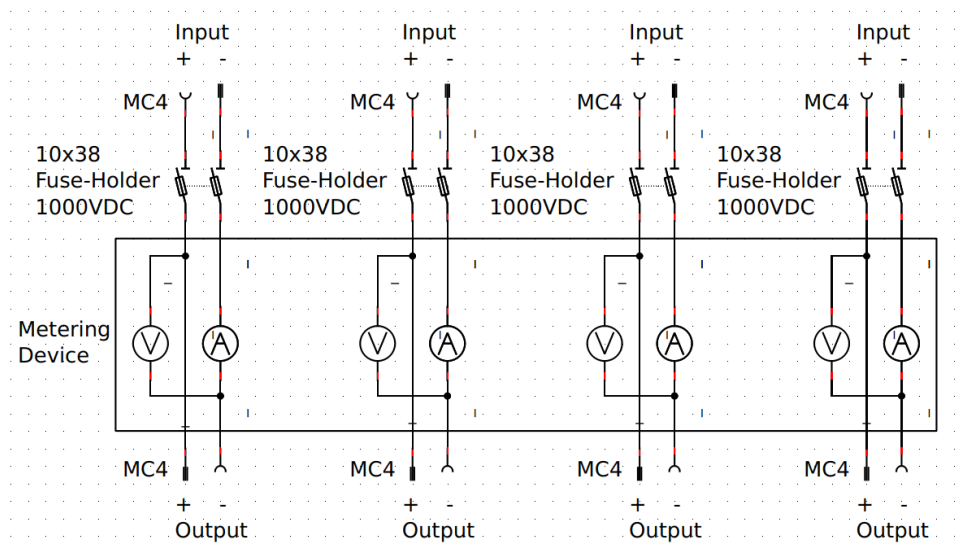 Input Input Input Input
+ - + - + - + -
MC4 MC4 MC4 MC4
10x38 10x38 10x38 10x38
Fuse-Holder Fuse-Holder Fuse-Holder Fuse-Holder
1000VDC 1000VDC 1000VDC 1000VDC
Metering
Device
V A V A V A V A
MC4 MC4 MC4 MC4
+ - + - + - + -
Output Output Output Output